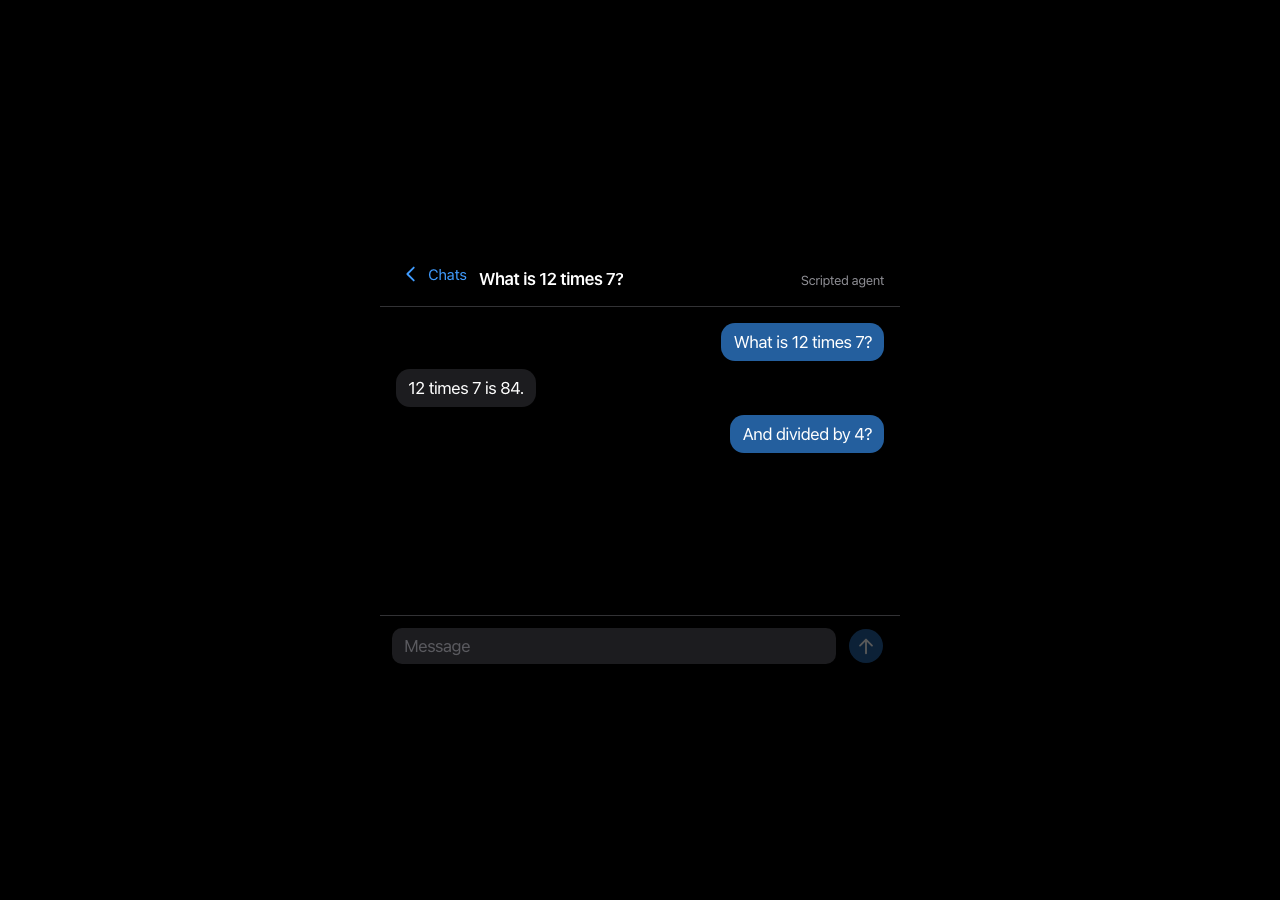 Chats
What is 12 times 7?
Scripted agent
What is 12 times 7?
12 times 7 is 84.
And divided by 4?
Message